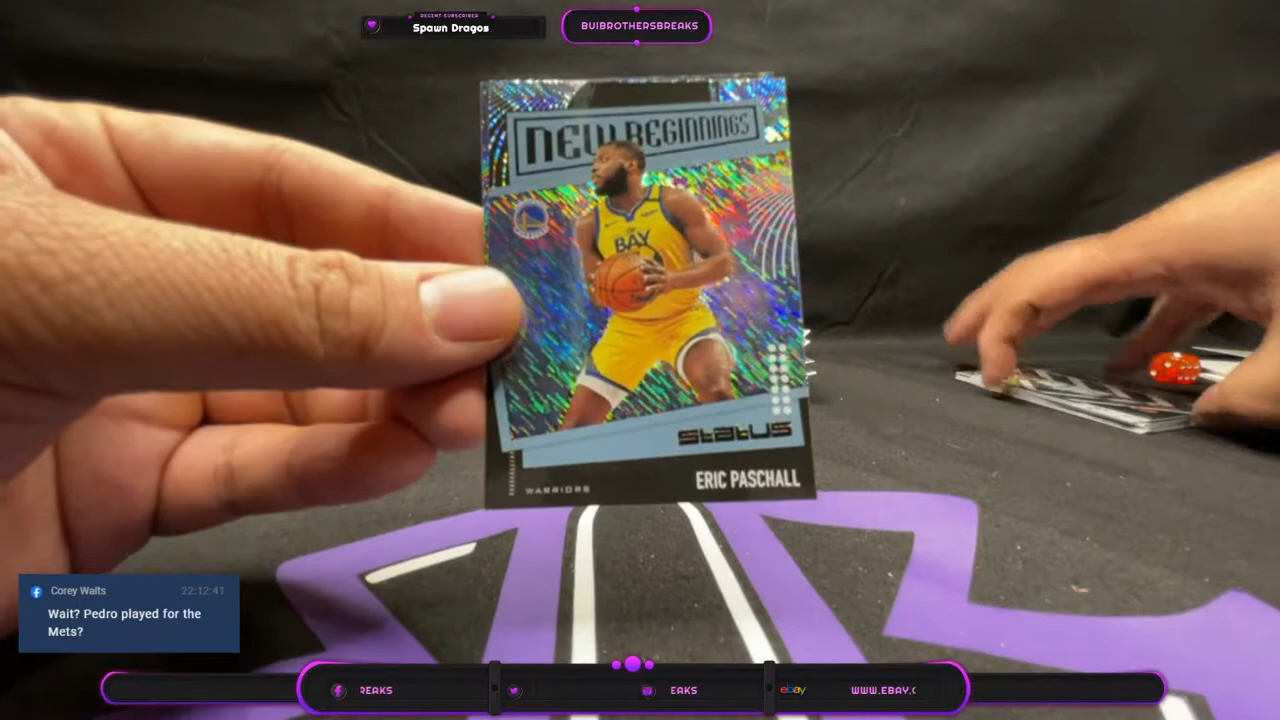 RECENT SUBSCRIBER
Spawn Dragos
BUIBROTHERSBREAKS
NEW BEGINNINGS
BAY
status
ERIC PASCHALL
WARRIORS
Corey Walts 22:12:41
Wait? Pedro played for the
Mets?
REAKS
EAKS
ebay
WWW.EBAY.C